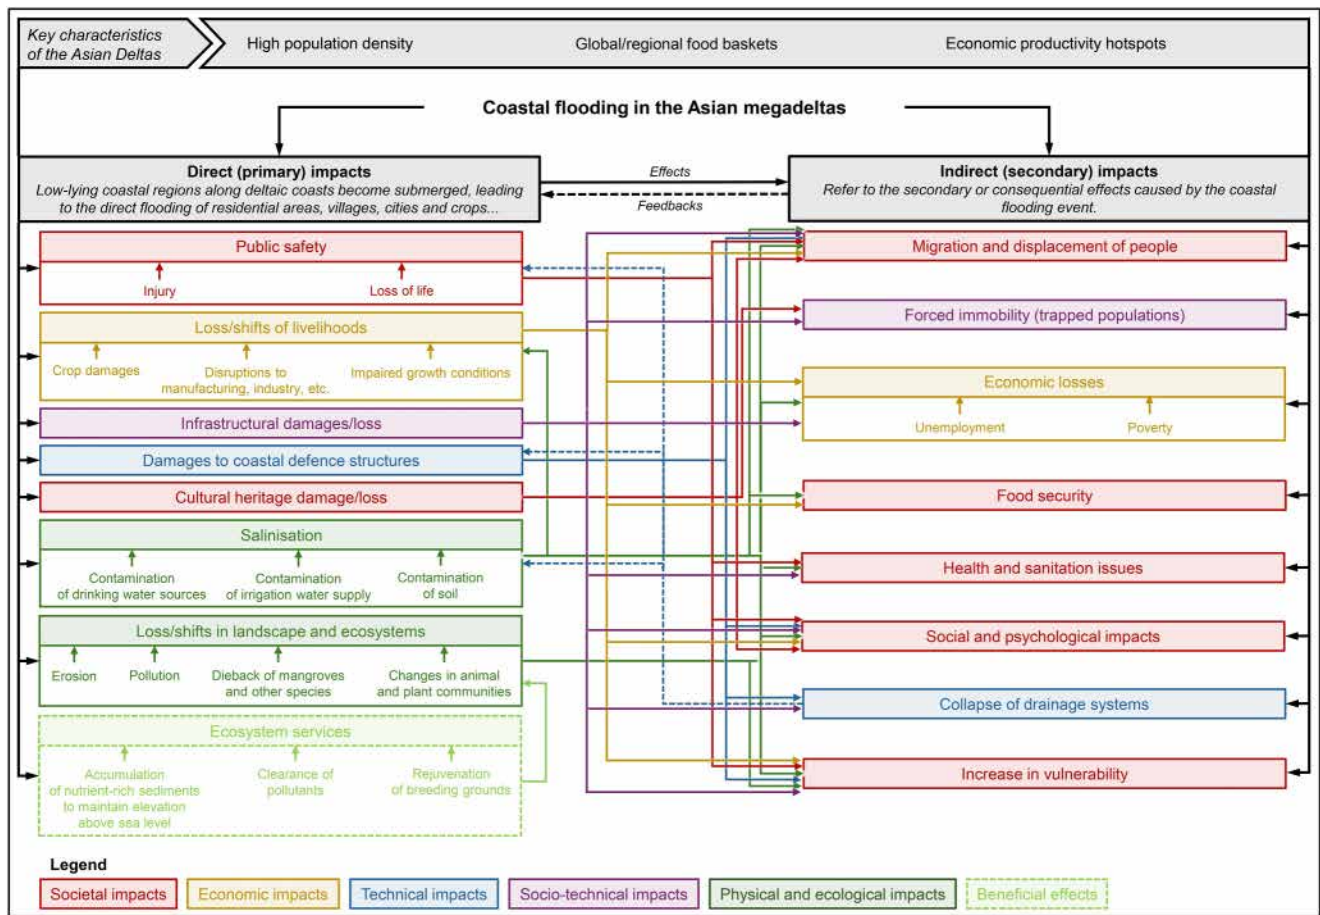 Key characteristics
of the Asian Deltas
High population density
Global/regional food baskets
Economic productivity hotspots
Coastal flooding in the Asian megadeltas
Direct (primary) impacts
Low-lying coastal regions along deltaic coasts become submerged, leading
to the direct flooding of residential areas, villages, cities and crops...
Effects
Feedbacks
Indirect (secondary) impacts
Refer to the secondary or consequential effects caused by the coastal
flooding event.
Public safety
Injury
Loss of life
Loss/shifts of livelihoods
Crop damages
Disruptions to
manufacturing, industry, etc.
Impaired growth conditions
Infrastructural damages/loss
Damages to coastal defence structures
Cultural heritage damage/loss
Salinisation
Contamination
of drinking water sources
Contamination
of irrigation water supply
Contamination
of soil
Loss/shifts in landscape and ecosystems
Erosion
Pollution
Dieback of mangroves
and other species
Changes in animal
and plant communities
Ecosystem services
Accumulation
of nutrient-rich sediments
to maintain elevation
above sea level
Clearance of
pollutants
Rejuvenation
of breeding grounds
Migration and displacement of people
Forced immobility (trapped populations)
Economic losses
Unemployment
Poverty
Food security
Health and sanitation issues
Social and psychological impacts
Collapse of drainage systems
Increase in vulnerability
Legend
Societal impacts
Economic impacts
Technical impacts
Socio-technical impacts
Physical and ecological impacts
Beneficial effects